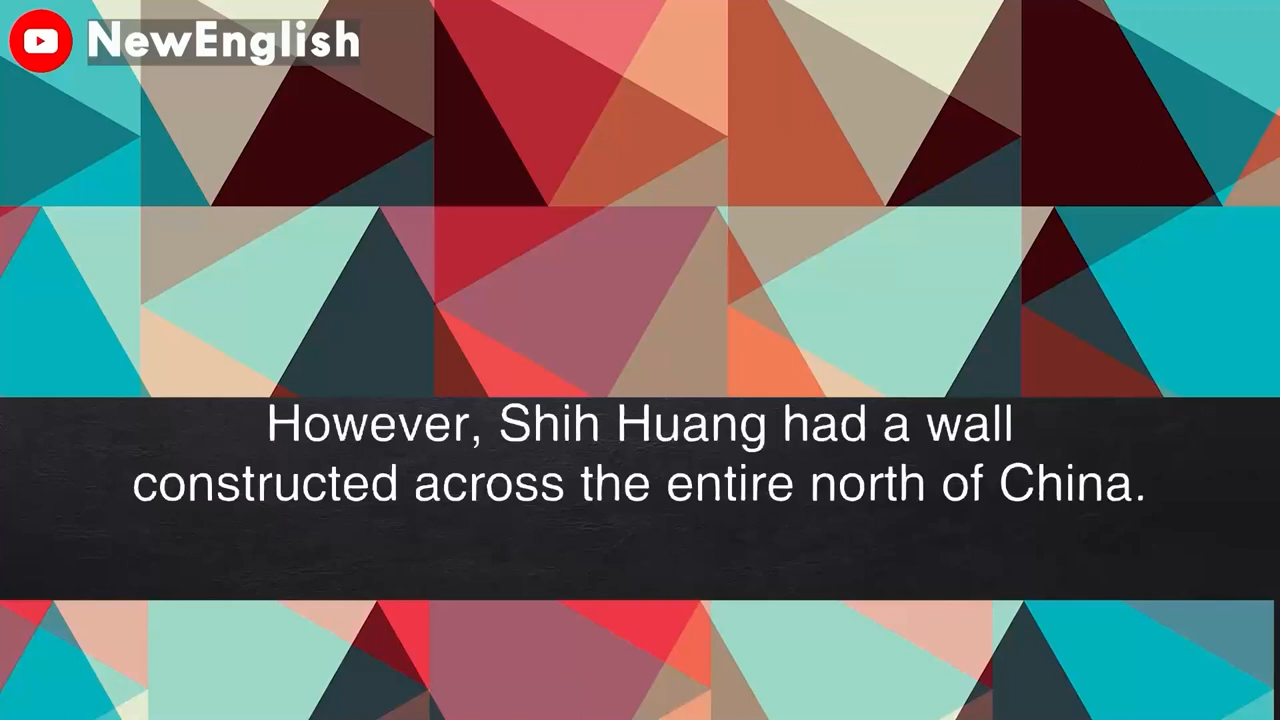 NewEnglish
However, Shih Huang had a wall
constructed across the entire north of China.